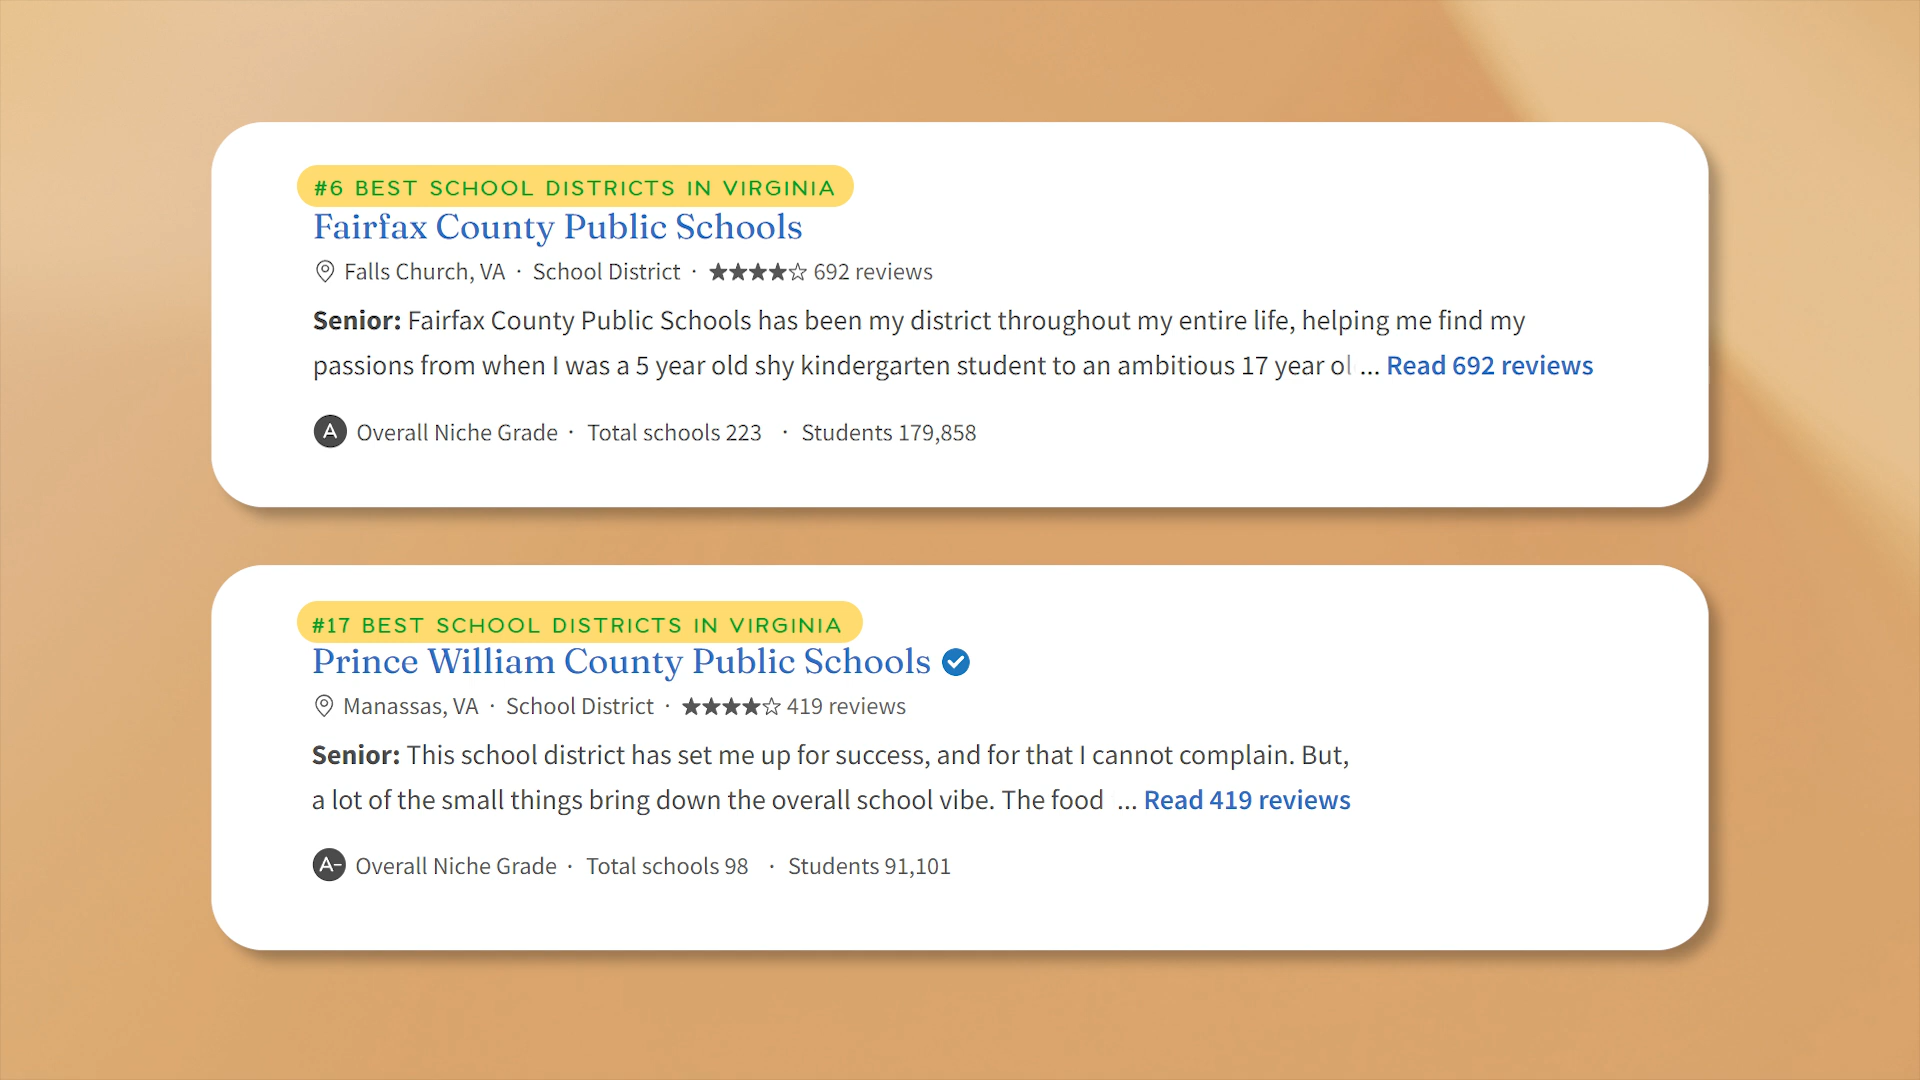 #6 BEST SCHOOL DISTRICTS IN VIRGINIA
Fairfax County Public Schools
Falls Church, VA · School District · ★★★★☆ 692 reviews
Senior: Fairfax County Public Schools has been my district throughout my entire life, helping me find my
passions from when I was a 5 year old shy kindergarten student to an ambitious 17 year ol ... Read 692 reviews
A Overall Niche Grade · Total schools 223 · Students 179,858
#17 BEST SCHOOL DISTRICTS IN VIRGINIA
Prince William County Public Schools
Manassas, VA · School District · ★★★★☆ 419 reviews
Senior: This school district has set me up for success, and for that I cannot complain. But,
a lot of the small things bring down the overall school vibe. The food ... Read 419 reviews
A- Overall Niche Grade · Total schools 98 · Students 91,101